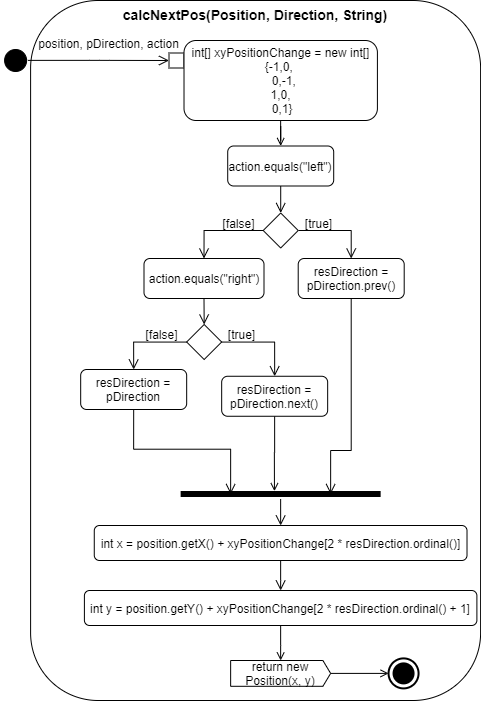 calcNextPos(Position, Direction, String)
position, pDirection, action
int[] xyPositionChange = new int[]
{-1,0,
0,-1,
1,0,
0,1}
action.equals("left")
[false]
[true]
action.equals("right")
resDirection =
pDirection.prev()
[false]
[true]
resDirection =
pDirection
resDirection =
pDirection.next()
int x = position.getX() + xyPositionChange[2 * resDirection.ordinal()]
int y = position.getY() + xyPositionChange[2 * resDirection.ordinal() + 1]
return new
Position(x, y)